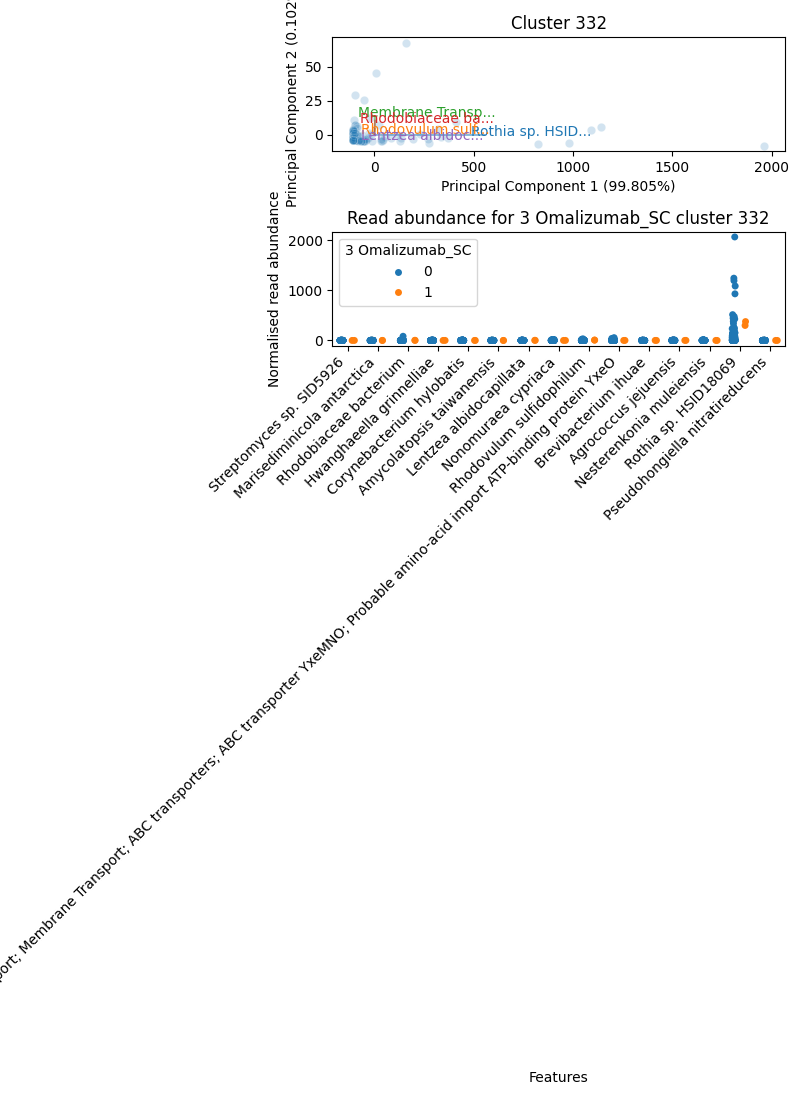 Cluster 332
Principal Component 2 (0.102
50
25
0
Membrane Transp...
Rhodobiaceae ba...
Rhodovulum sulf...
Rothia sp. HSID...
Lentzea albidoc...
0
500
1000
1500
2000
Principal Component 1 (99.805%)
Read abundance for 3 Omalizumab_SC cluster 332
Normalised read abundance
2000
1000
0
3 Omalizumab_SC
0
1
Streptomyces sp. SID5926
Marisediminicola antarctica
Rhodobiaceae bacterium
Hwanghaeella grinnelliae
Corynebacterium hylobatis
Amycolatopsis taiwanensis
Lentzea albidocapillata
Nonomuraea cypriaca
Rhodovulum sulfidophilum
port; Membrane Transport; ABC transporters; ABC transporter YxeMNO; Probable amino-acid import ATP-binding protein YxeO
Brevibacterium ihuae
Agrococcus jejuensis
Nesterenkonia muleiensis
Rothia sp. HSID18069
Pseudohongiella nitratireducens
Features